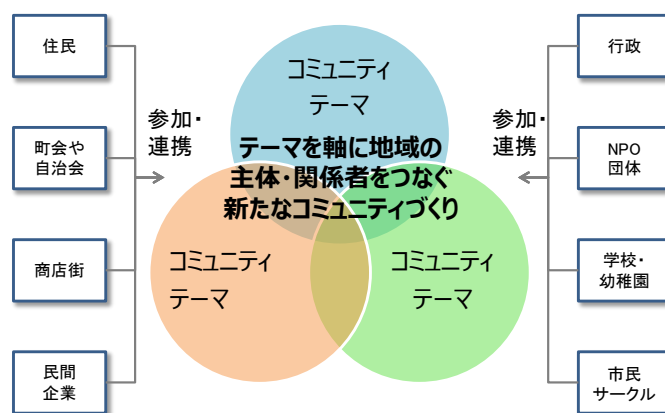 住民
町会や
自治会
商店街
民間
企業
参加・
連携
コミュニティ
テーマ
テーマを軸に地域の
主体・関係者をつなぐ
新たなコミュニティづくり
コミュニティ
テーマ
コミュニティ
テーマ
参加・
連携
行政
NPO
団体
学校・
幼稚園
市民
サークル